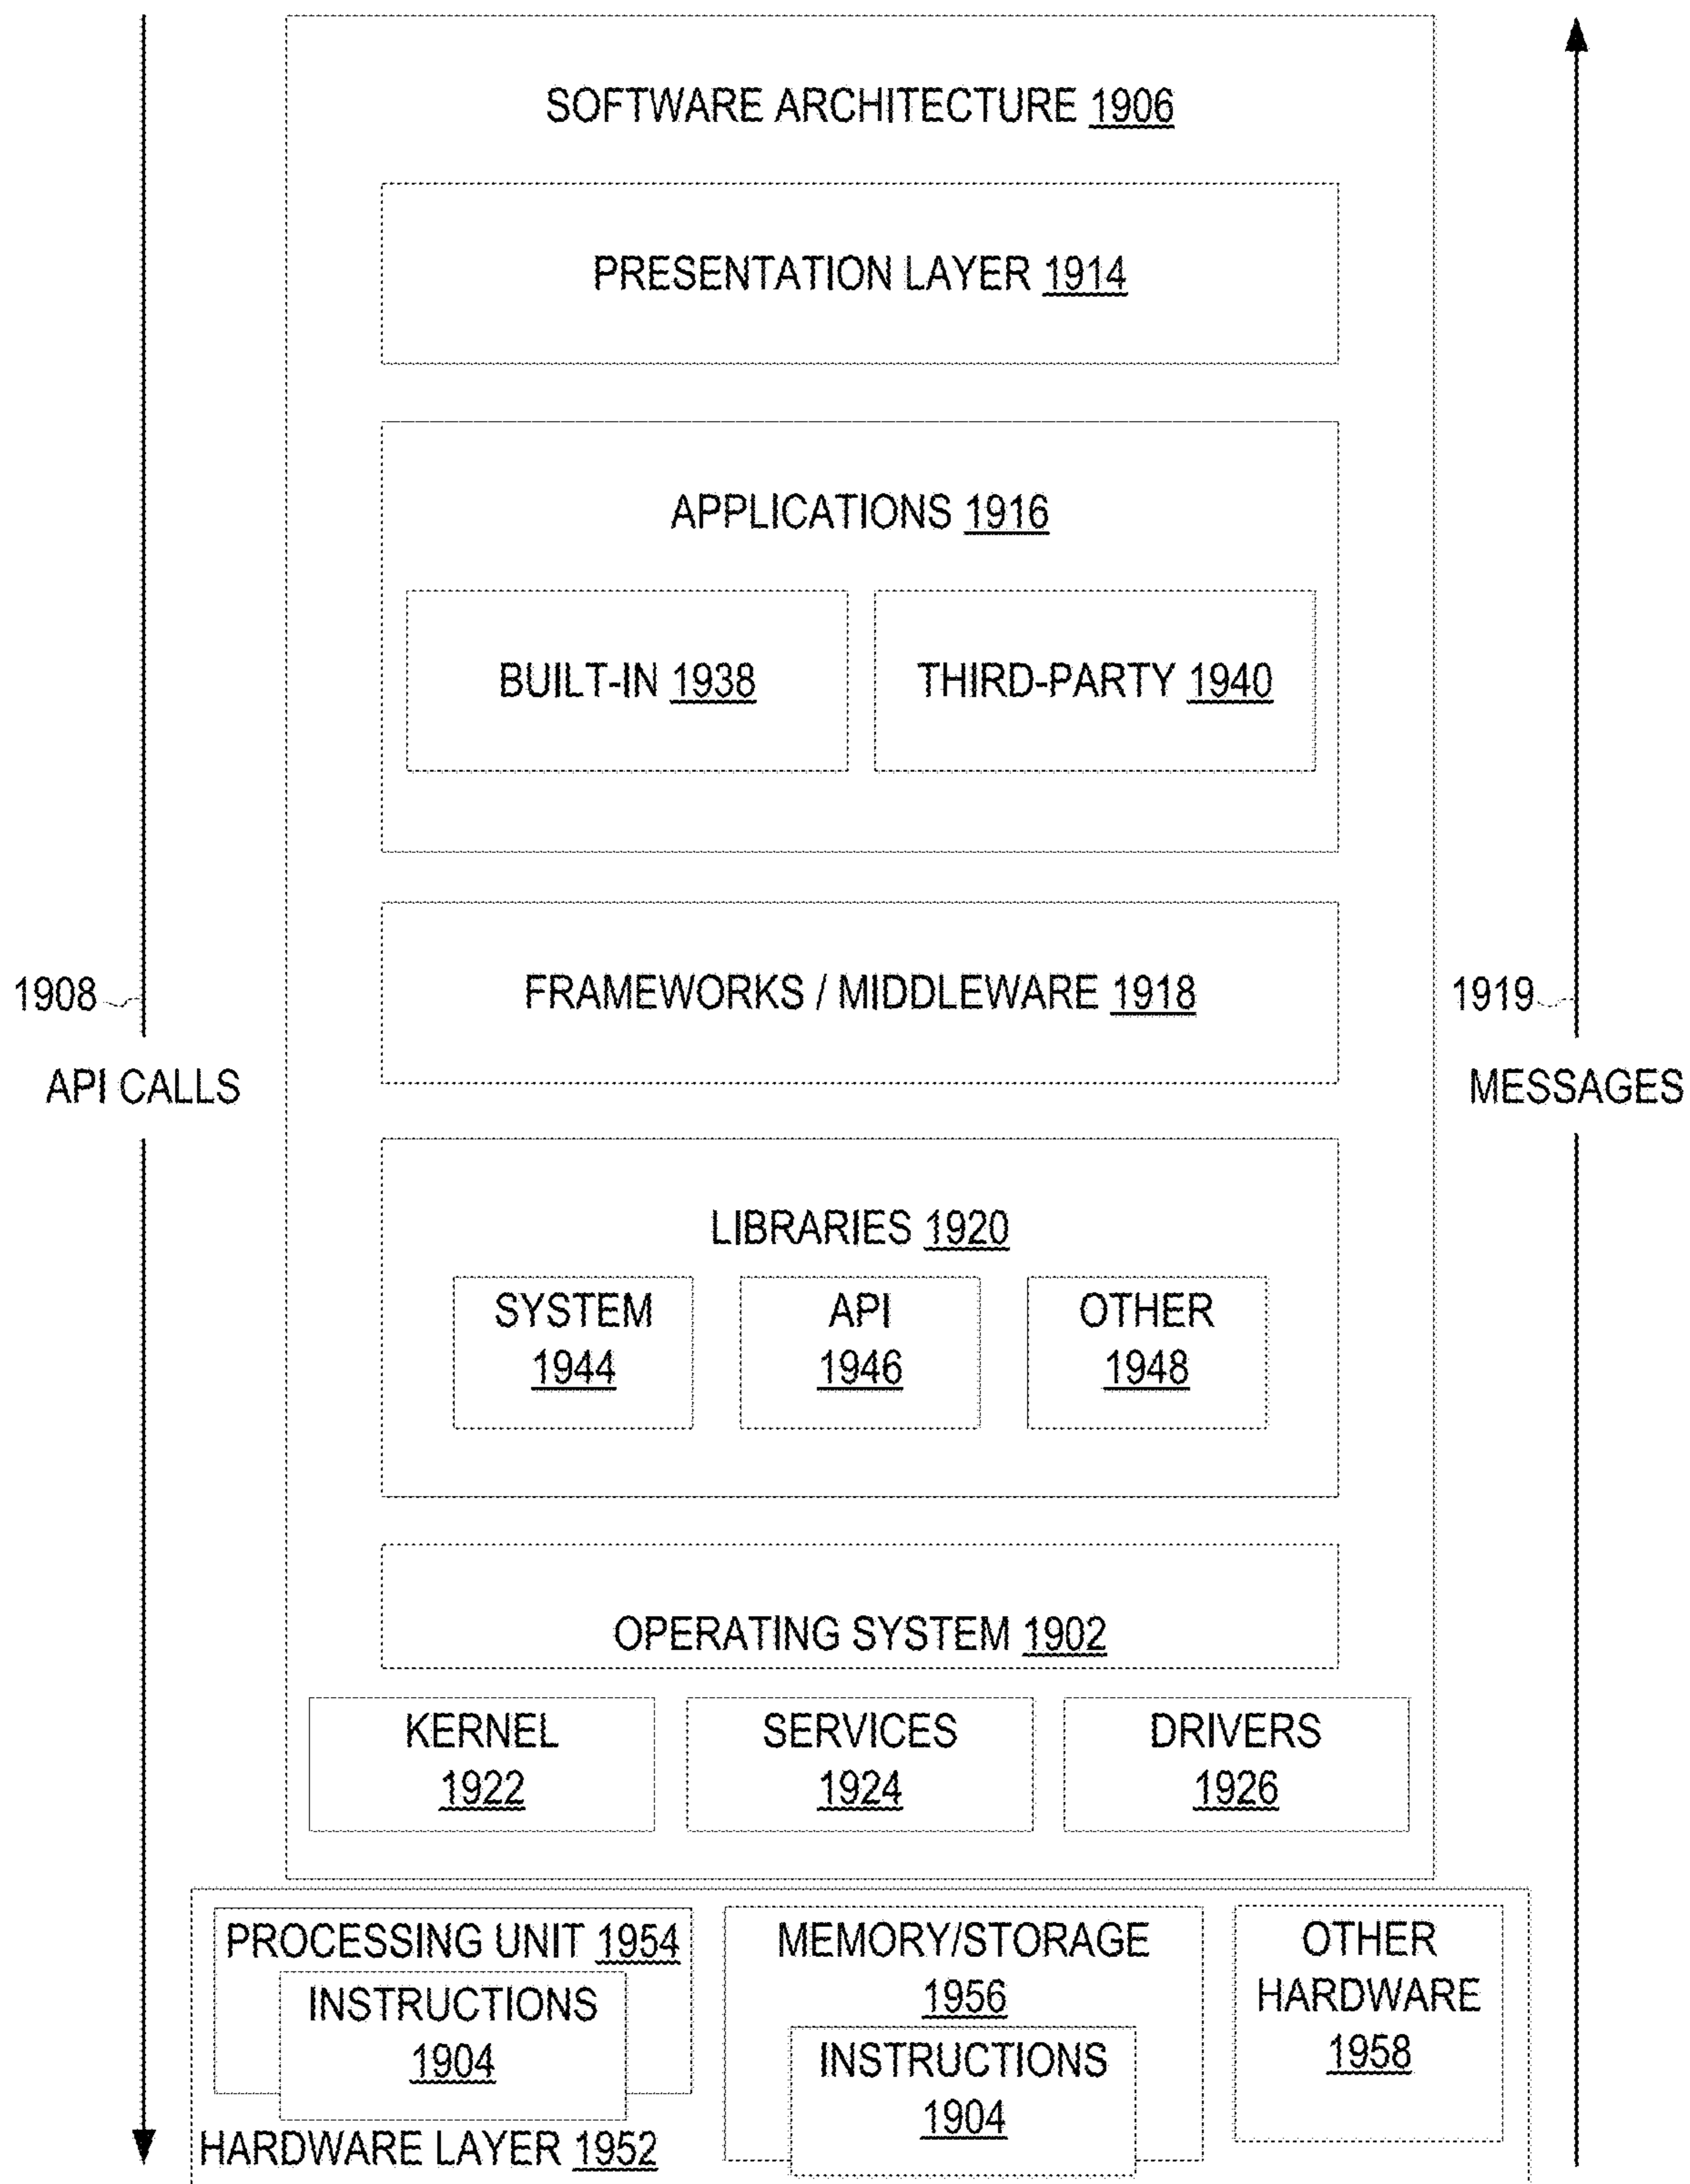 SOFTWARE ARCHITECTURE 1906
PRESENTATION LAYER 1914
APPLICATIONS 1916
BUILT-IN 1938
THIRD-PARTY 1940
1908
API CALLS
FRAMEWORKS / MIDDLEWARE 1918
1919
MESSAGES
LIBRARIES 1920
SYSTEM
1944
API
1946
OTHER
1948
OPERATING SYSTEM 1902
KERNEL
1922
SERVICES
1924
DRIVERS
1926
PROCESSING UNIT 1954
INSTRUCTIONS
1904
MEMORY/STORAGE
1956
INSTRUCTIONS
1904
OTHER
HARDWARE
1958
HARDWARE LAYER 1952